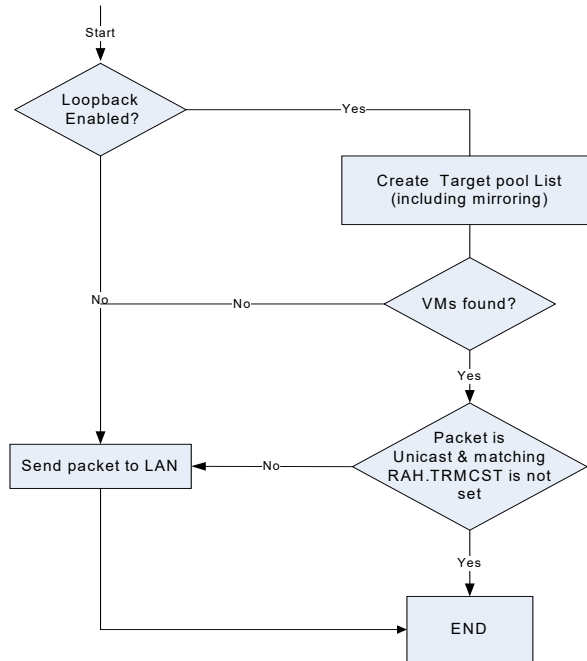 Start
Loopback
Enabled?
Yes
Create Target pool List
(including mirroring)
No
No
VMs found?
Yes
Packet is
Unicast & matching
RAH.TRMCST is not
set
No
Send packet to LAN
Yes
END